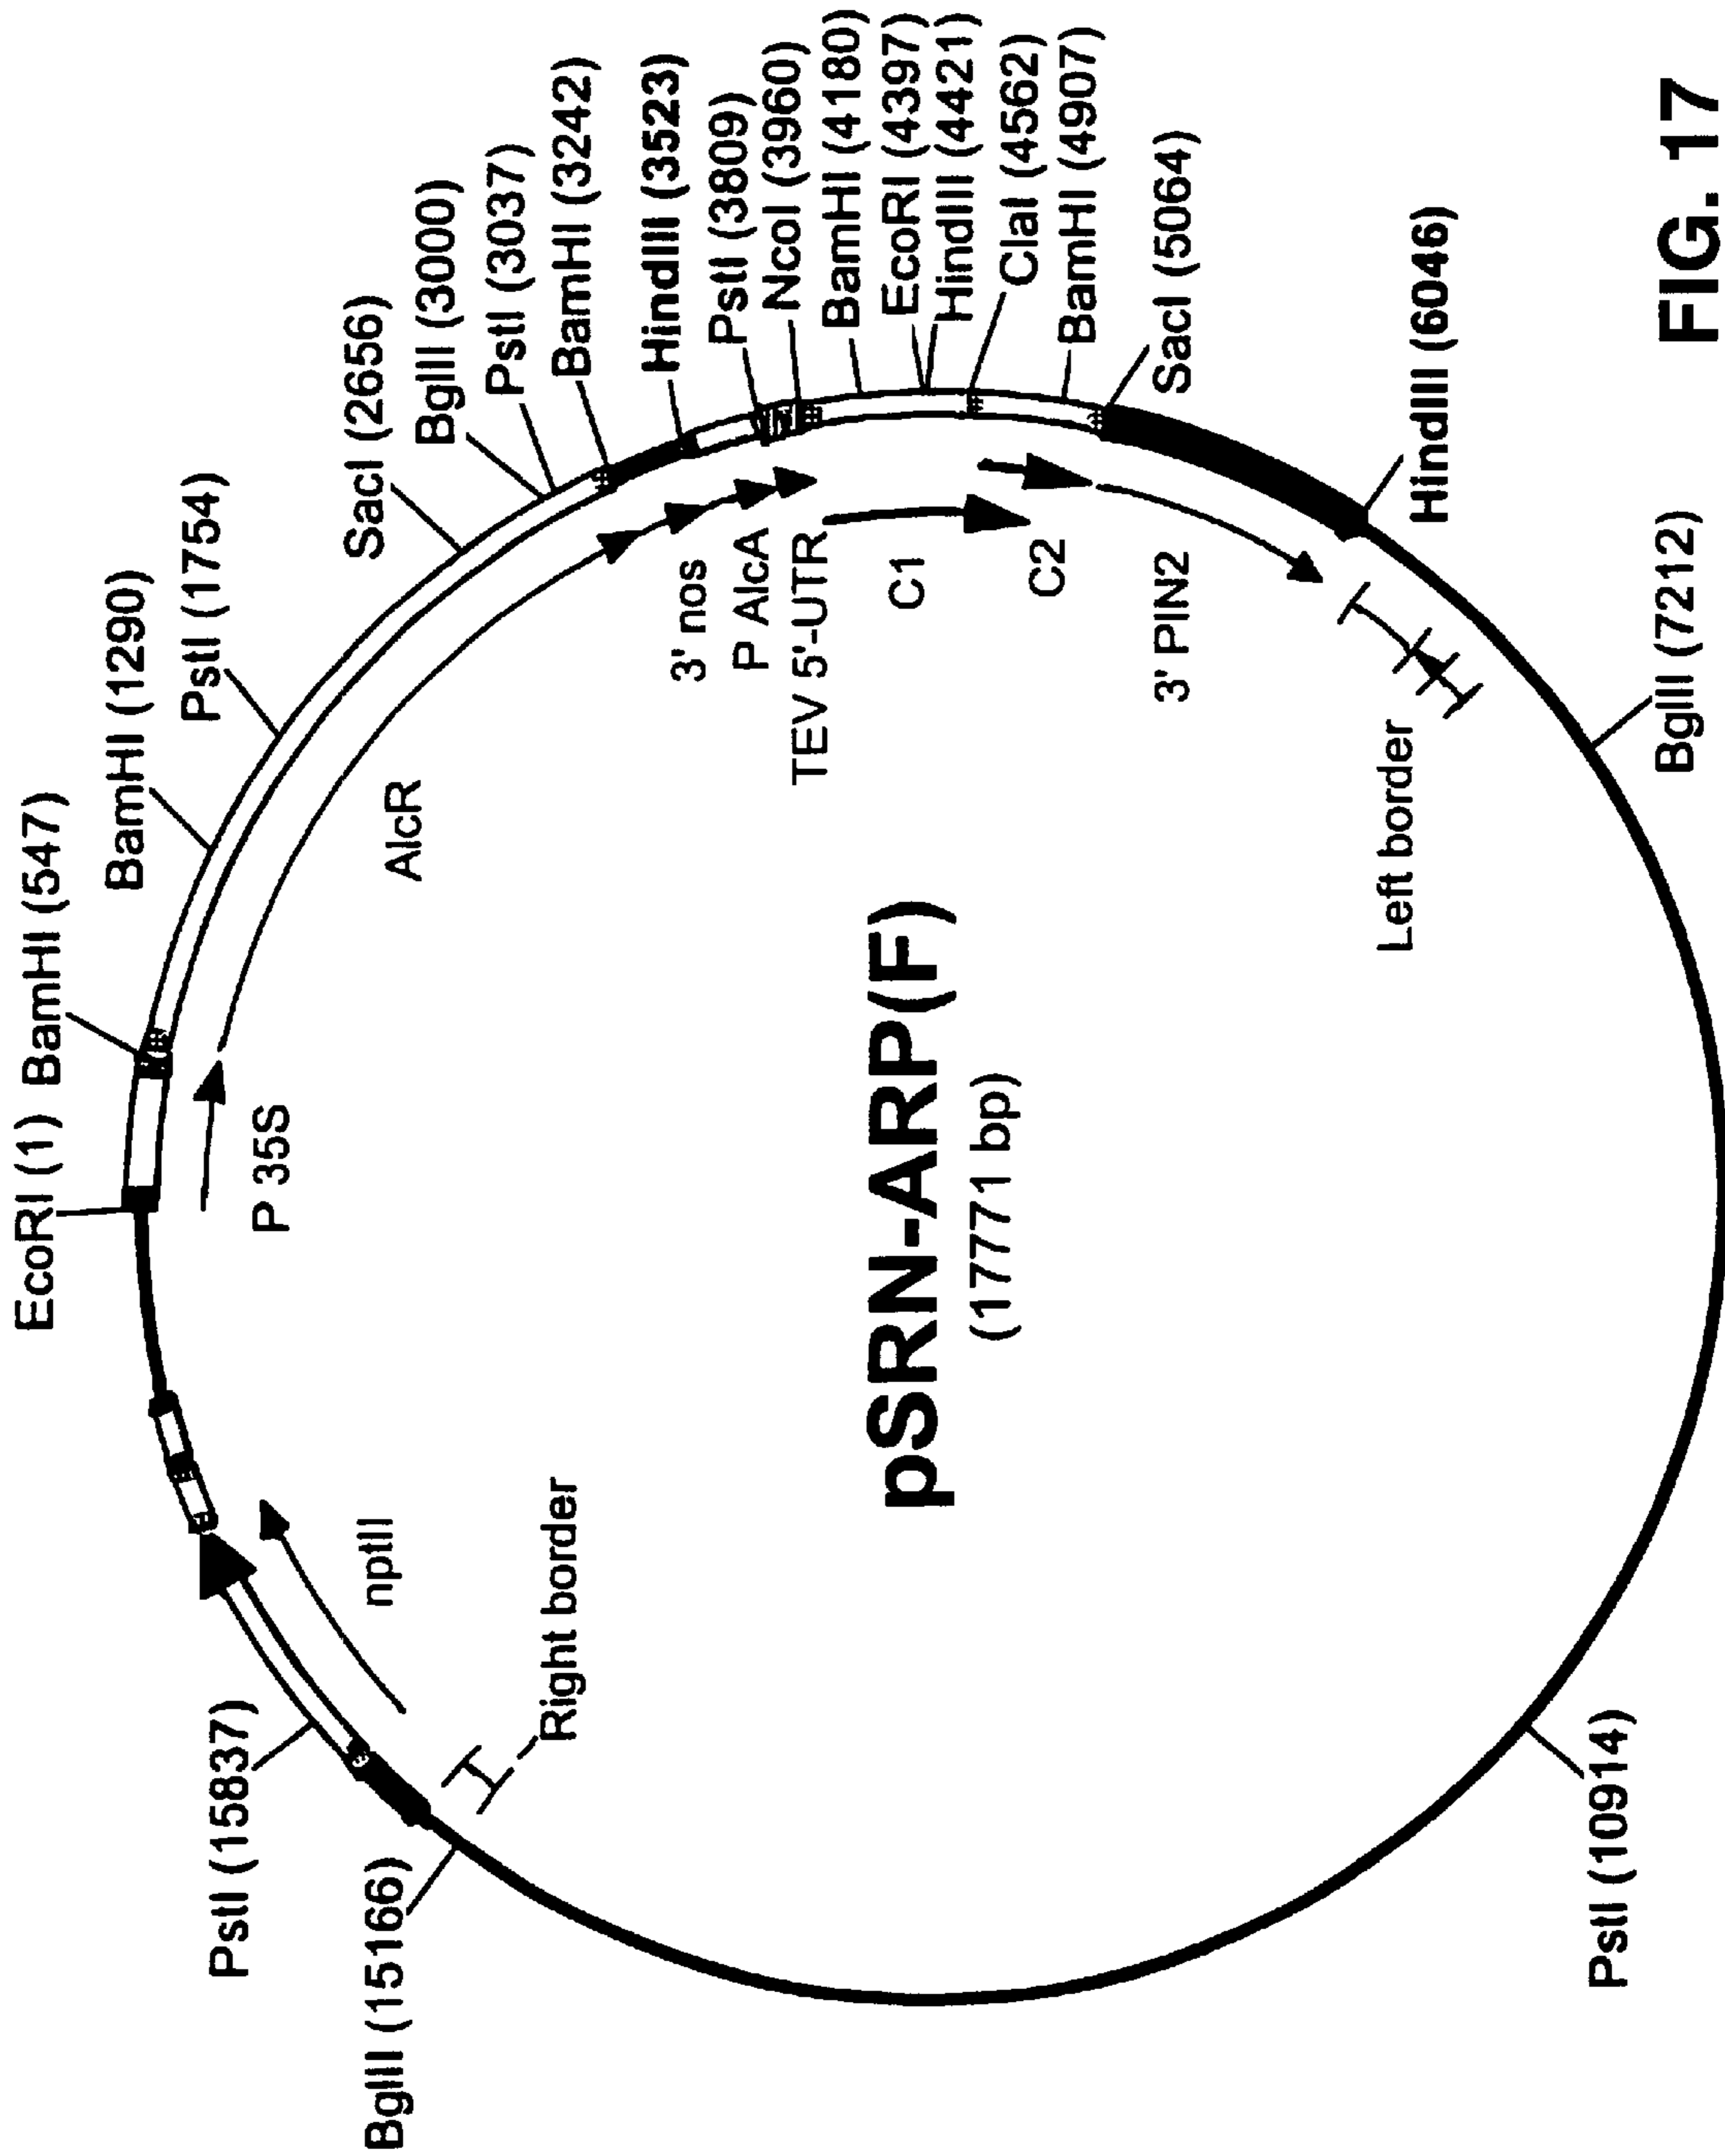 EcoRI (1)
BamHI (547)
BamHI (1290)
PstI (1754)
SacI (2656)
BglII (3000)
PstI (3037)
BamHI (3242)
HindIII (3523)
PstI (3809)
NcoI (3960)
BamHI (4180)
EcoRI (4397)
HindIII (4421)
ClaI (4562)
BamHI (4907)
SacI (5064)
HindIII (6046)
BglII (7212)
PstI (10914)
BglII (15166)
PstI (15837)
P 35S
AlcR
3' nos
P AlcA
TEV 5'-UTR
C1
C2
3' PIN2
Left border
Right border
nptII
pSRN-ARP(F)
(17771 bp)
FIG. 17